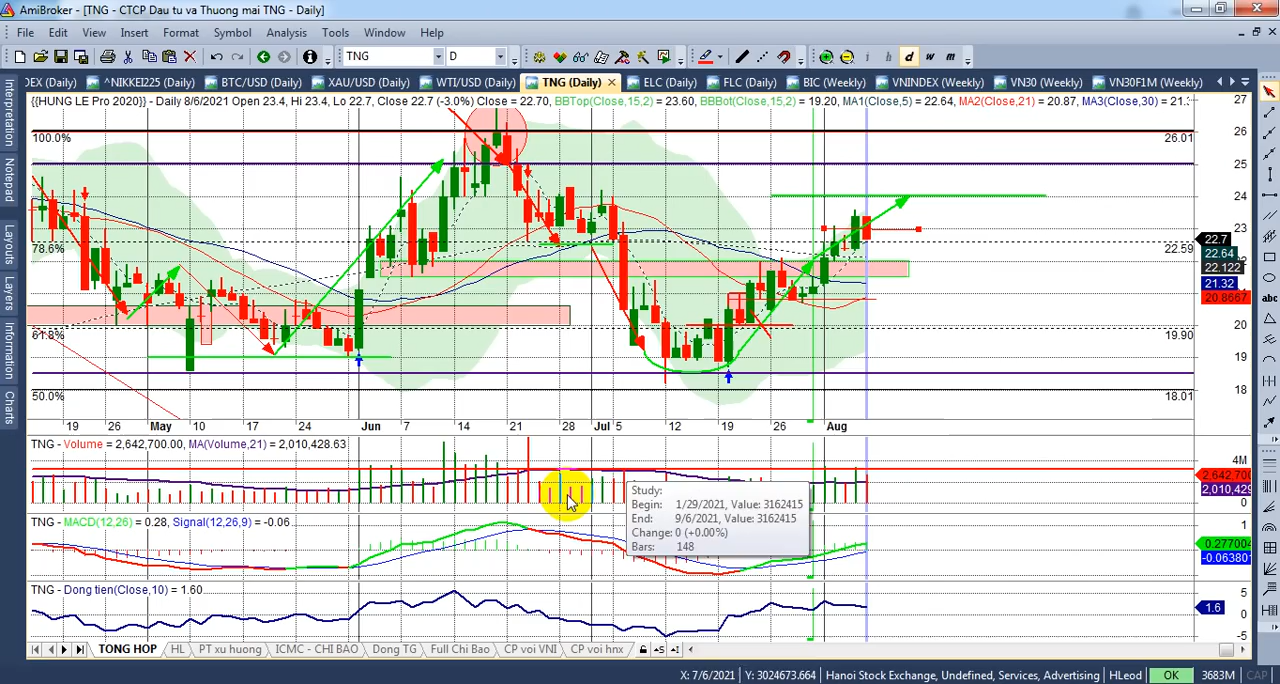 AmiBroker - [TNG - CTCP Dau tu va Thuong mai TNG - Daily]
File Edit View Insert Format Symbol Analysis Tools Window Help
TNG D i h d w m
DEX (Daily) ^NIKKEI225 (Daily) BTC/USD (Daily) XAU/USD (Daily) WTI/USD (Daily) TNG (Daily) ELC (Daily) FLC (Daily) BIC (Weekly) VNINDEX (Weekly) VN30 (Weekly) VN30F1M (Weekly)
{{HUNG LE Pro 2020}} - Daily 8/6/2021 Open 23.4, Hi 23.4, Lo 22.7, Close 22.7 (-3.0%) Close = 22.70, BBTop(Close,15,2) = 23.60, BBBot(Close,15,2) = 19.20, MA1(Close,5) = 22.64, MA2(Close,21) = 20.87, MA3(Close,30) = 21.
Interpretation
Notepad
Layouts
Layers
Information
Charts
27
100.0%
26.01
26
25
24
23
78.6%
22.59
22.7
22.64
22.122
21.32
20.8667
61.8%
19.90
20
19
18
50.0%
18.01
19 26 May 10 17 24 Jun 7 14 21 28 Jul 5 12 19 26 Aug
TNG - Volume = 2,642,700.00, MA(Volume,21) = 2,010,428.63
4M
2,642,700
2,010,429
Study:
Begin: 1/29/2021, Value: 3162415
End: 9/6/2021, Value: 3162415
Change: 0 (+0.00%)
Bars: 148
TNG - MACD(12,26) = 0.28, Signal(12,26,9) = -0.06
1
0.277004
-0.06380
TNG - Dong tien(Close,10) = 1.60
5
1.6
0
-5
TONG HOP HL PT xu huong ICMC - CHI BAO Dong TG Full Chi Bao CP voi VNI CP voi hnx
X: 7/6/2021 Y: 3024673.664 Hanoi Stock Exchange, Undefined, Services, Advertising HLeod OK 3683M CAP
abc